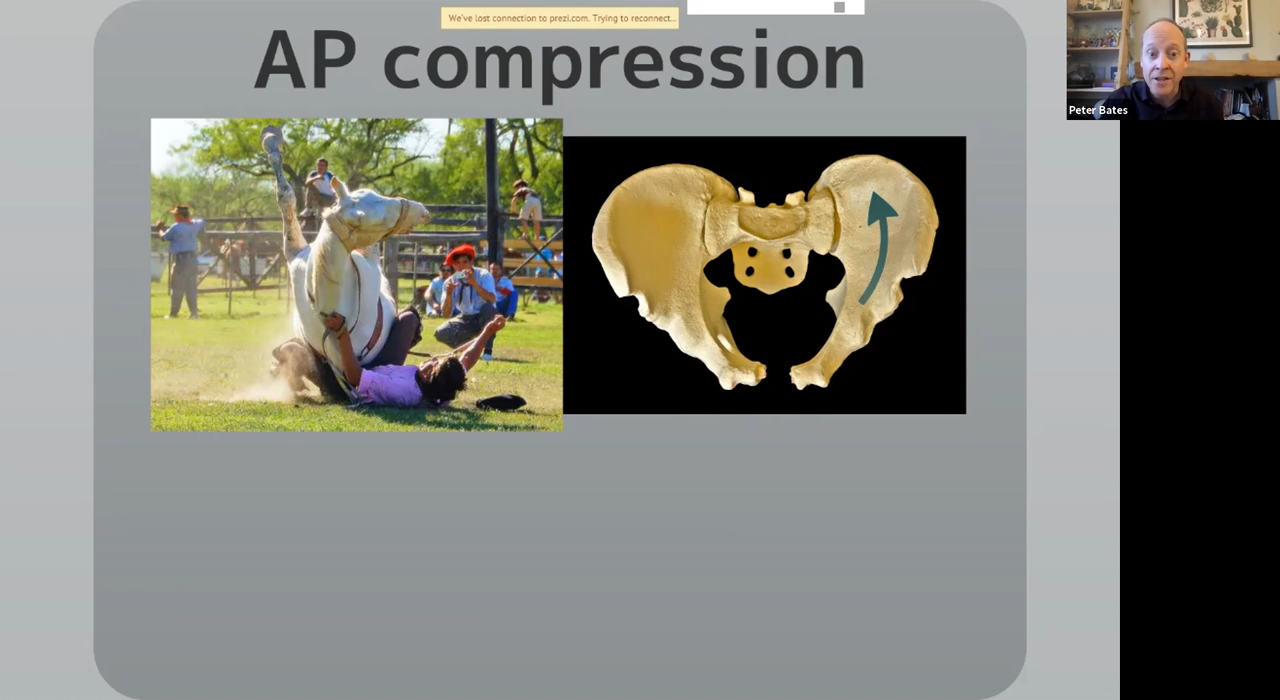 We've lost connection to prezi.com. Trying to reconnect...
AP compression
Peter Bates